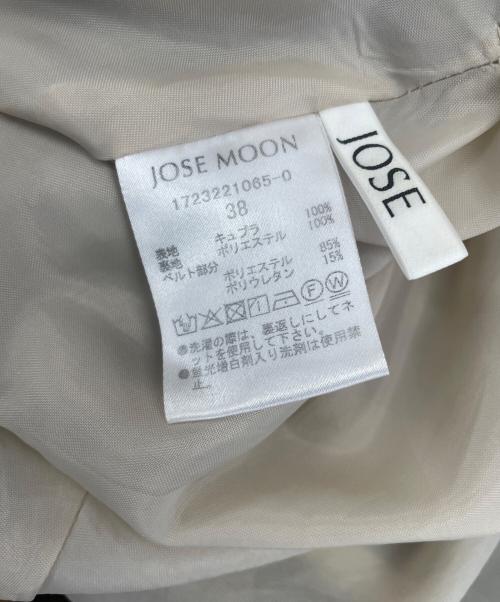 JOSE MOON
1723221065-0
38
表地 キュプラ 100%
裏地 ポリエステル 100%
ベルト部分
ポリエステル 85%
ポリウレタン 15%
●洗濯の際は、裏返しにしてネ
ットを使用して下さい。
●蛍光増白剤入り洗剤は使用禁
止。
JOSE